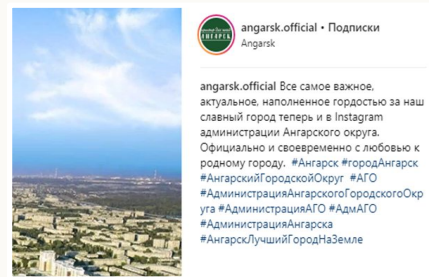 АНГАРСК
angarsk.official • Подписки
Angarsk
angarsk.official Все самое важное,
актуальное, наполненное гордостью за наш
славный город теперь и в Instagram
администрации Ангарского округа.
Официально и своевременно с любовью к
родному городу. #Ангарск #городАнгарск
#АнгарскийГородскойОкруг #АГО
#АдминистрацияАнгарскогоГородскогоОкр
уга #АдминистрацияАГО #АдмАГО
#АдминистрацияАнгарска
#АнгарскЛучшийГородНаЗемле